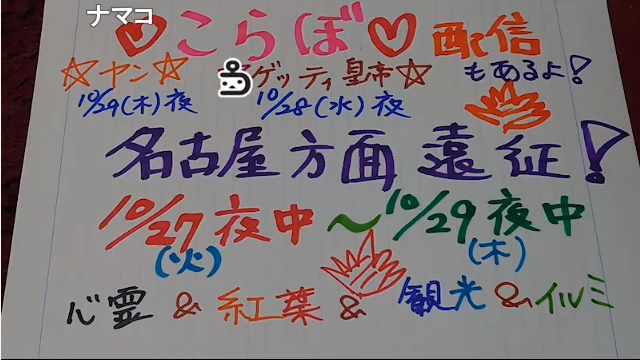 ナマコ
♡こらぼ♡ 配信
☆ヤン☆ ゲッティ皇帝☆ もあるよ!
10/29(木)夜 10/28(水)夜
名古屋方面遠征!
10/27夜中～10/29夜中
(火) (木)
心霊&紅葉&観光&イルミ